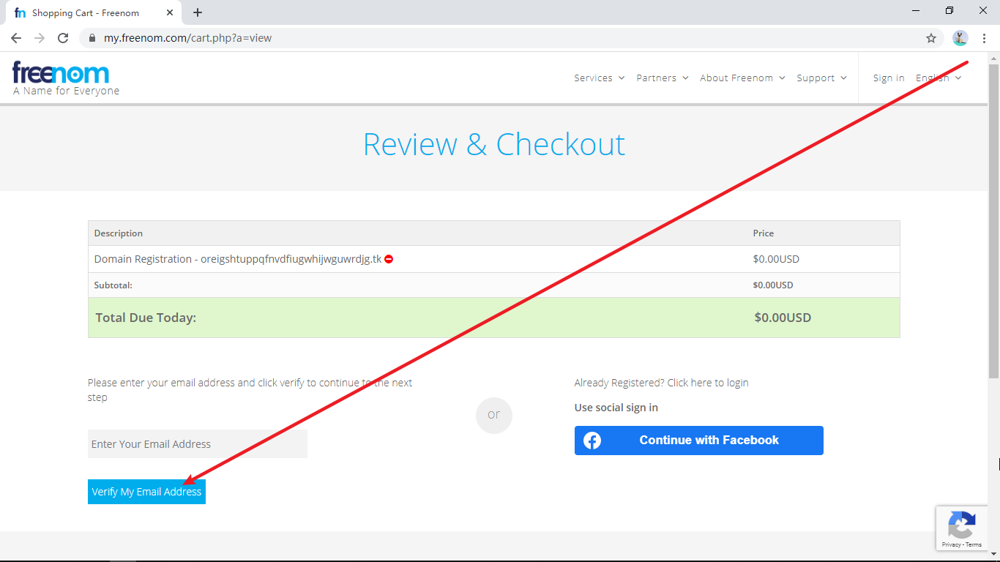 Shopping Cart - Freenom
my.freenom.com/cart.php?a=view
freenom
A Name for Everyone
Services Partners About Freenom Support Sign in English
Review & Checkout
Description Price
Domain Registration - oreigshtuppqfnvdfiugwhijwguwrdjg.tk $0.00USD
Subtotal: $0.00USD
Total Due Today: $0.00USD
Please enter your email address and click verify to continue to the next
step
Enter Your Email Address
Verify My Email Address
or
Already Registered? Click here to login
Use social sign in
Continue with Facebook
Privacy - Terms